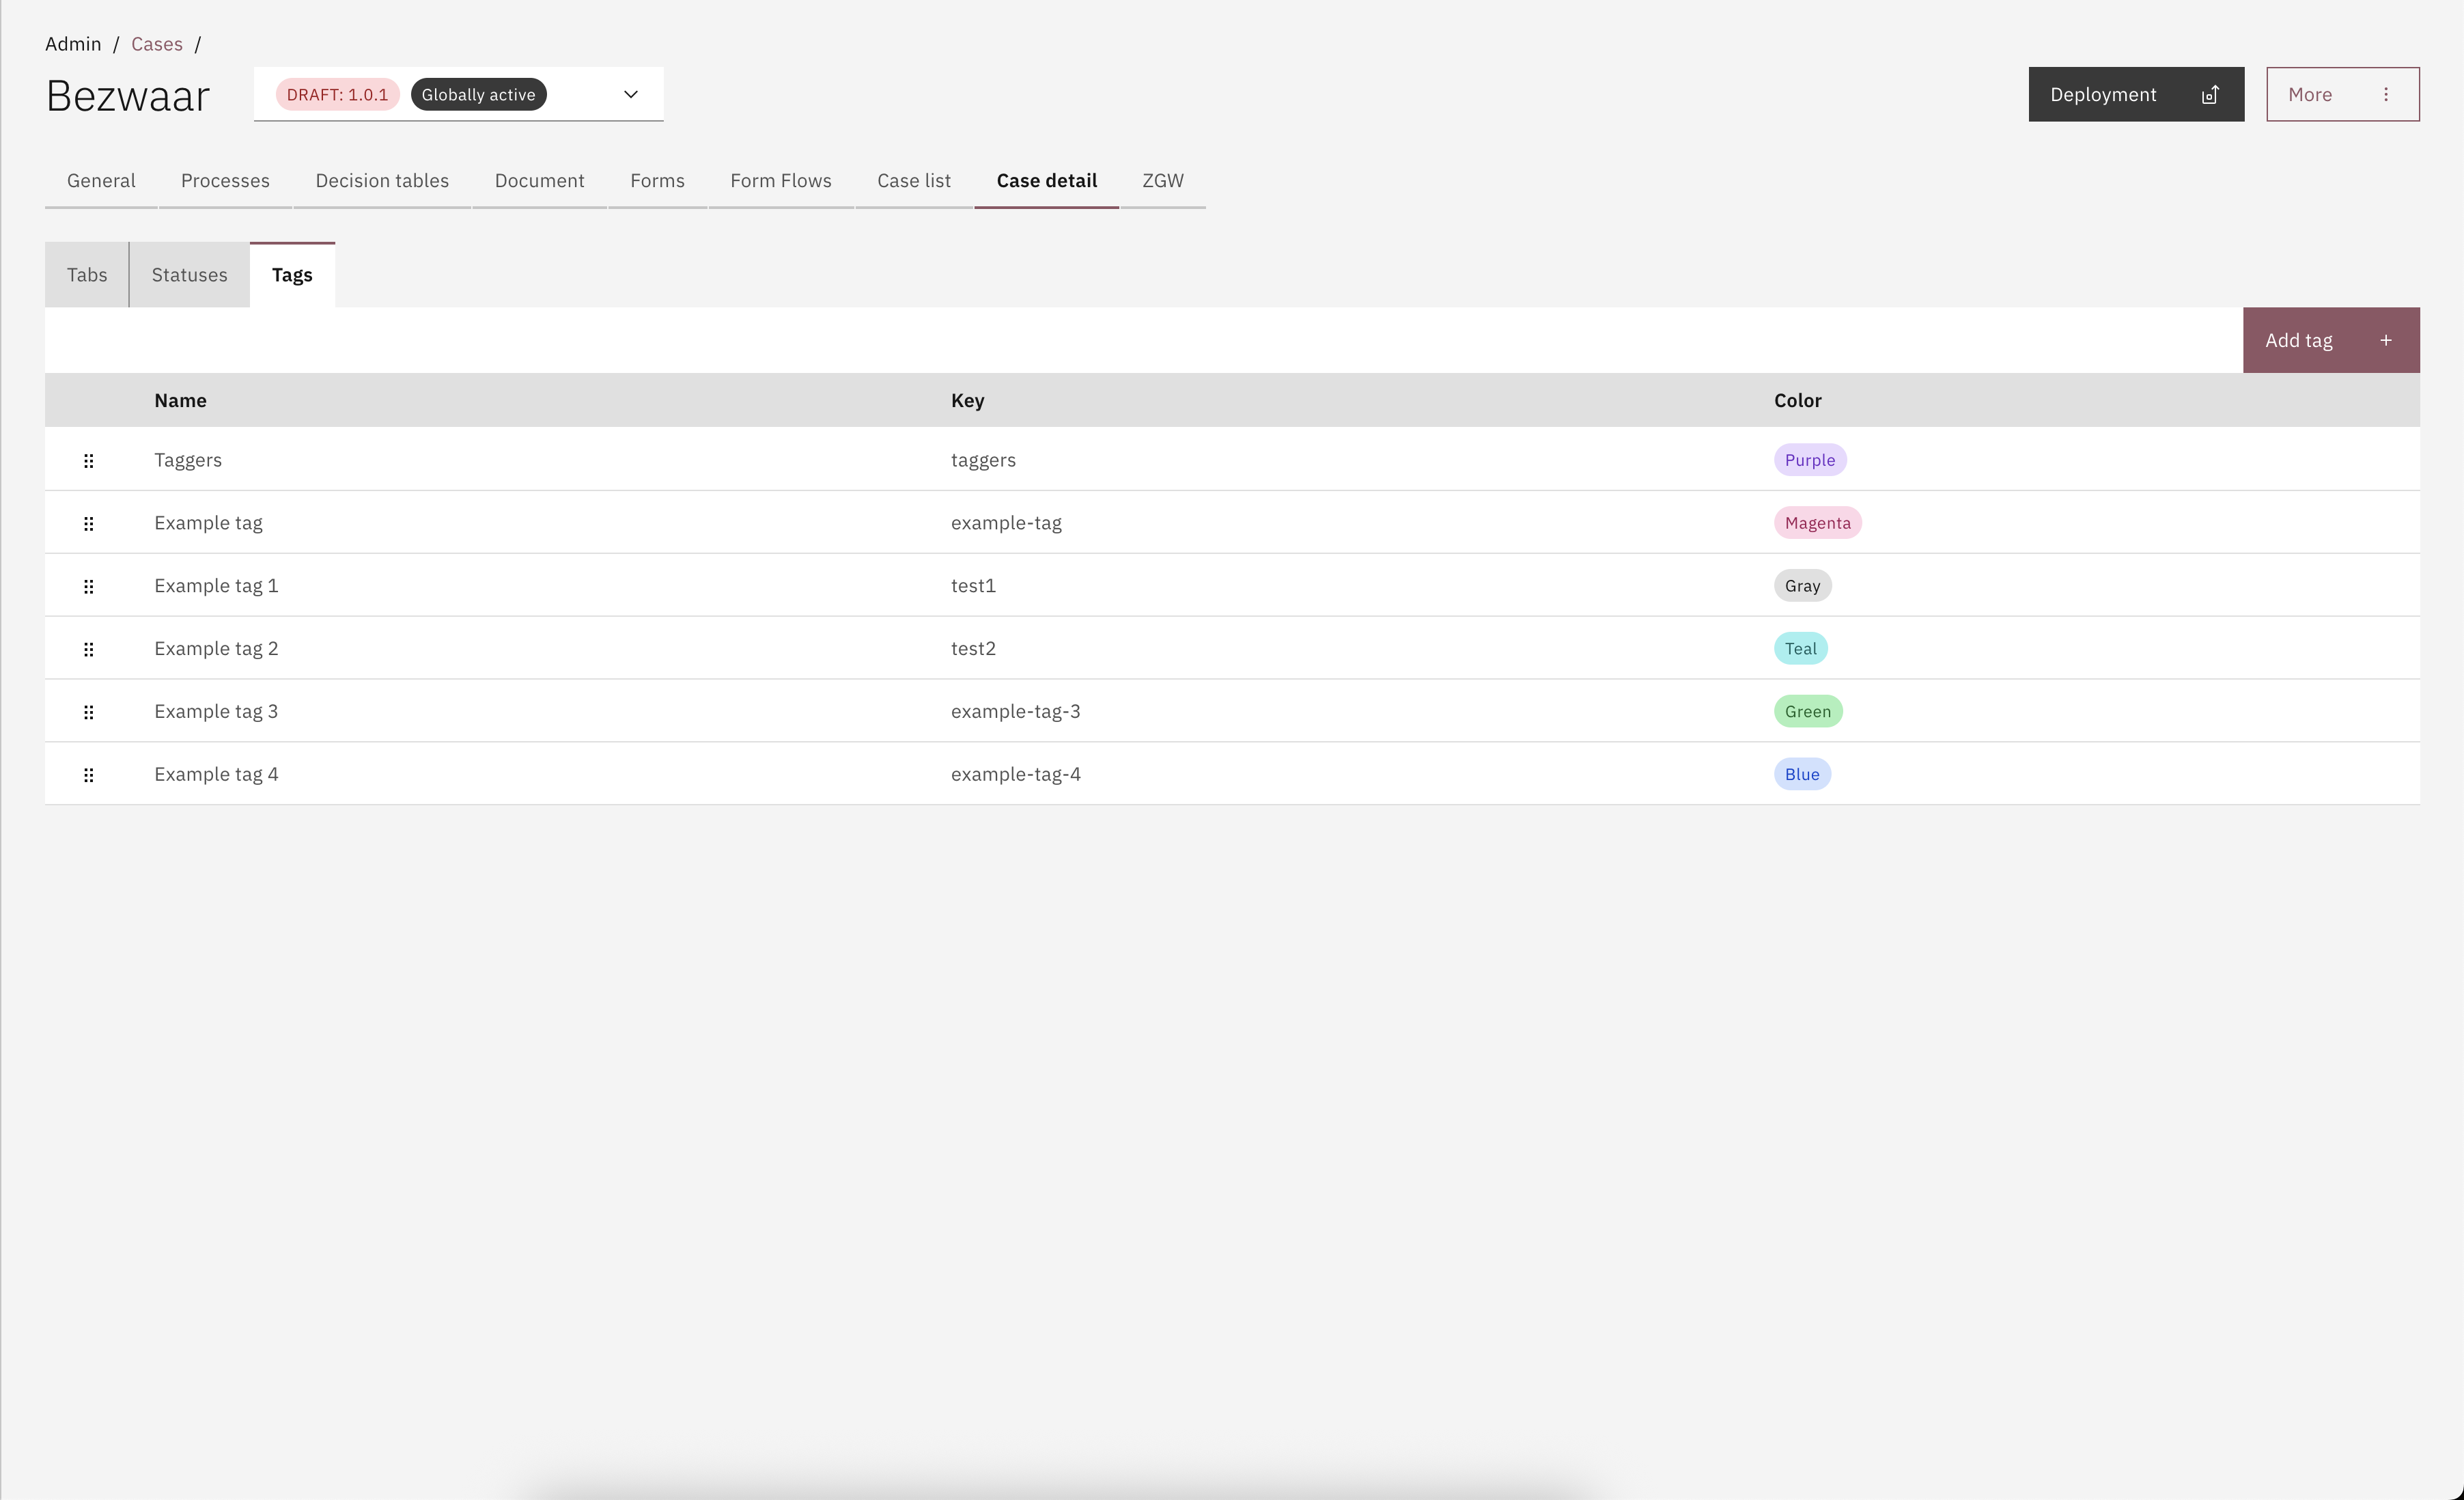 Admin / Cases /
Bezwaar DRAFT: 1.0.1 Globally active Deployment More
General Processes Decision tables Document Forms Form Flows Case list Case detail ZGW
Tabs Statuses Tags
Add tag +
Name Key Color
Taggers taggers Purple
Example tag example-tag Magenta
Example tag 1 test1 Gray
Example tag 2 test2 Teal
Example tag 3 example-tag-3 Green
Example tag 4 example-tag-4 Blue